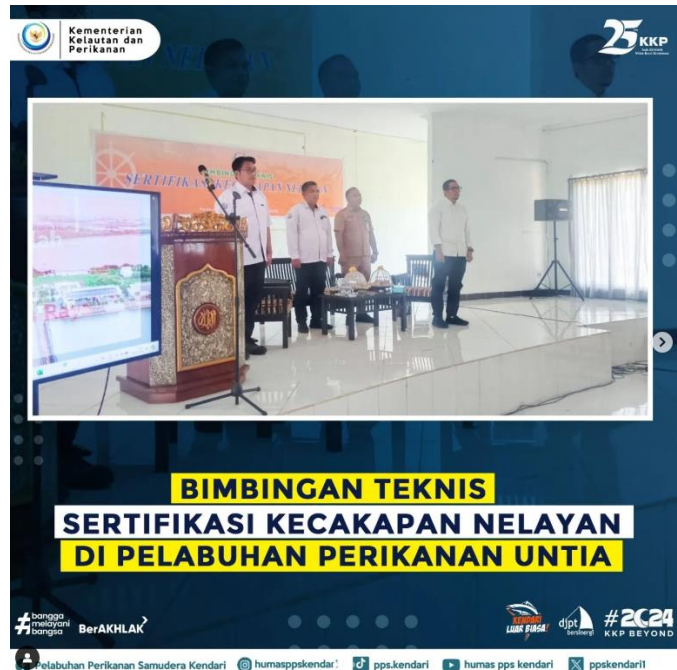 Kementerian
Kelautan dan
Perikanan
25 KKP
SERTIFIKASI KECAKAPAN NELAYAN
BIMBINGAN TEKNIS
SERTIFIKASI KECAKAPAN NELAYAN
DI PELABUHAN PERIKANAN UNTIA
#bangga
melayani
bangsa
BerAKHLAK
KENDARI
LUAR BIASA!
djpt
bersinergi
#2024
KKP BEYOND
Pelabuhan Perikanan Samudera Kendari
humasppskendari
pps.kendari
humas pps kendari
ppskendari1